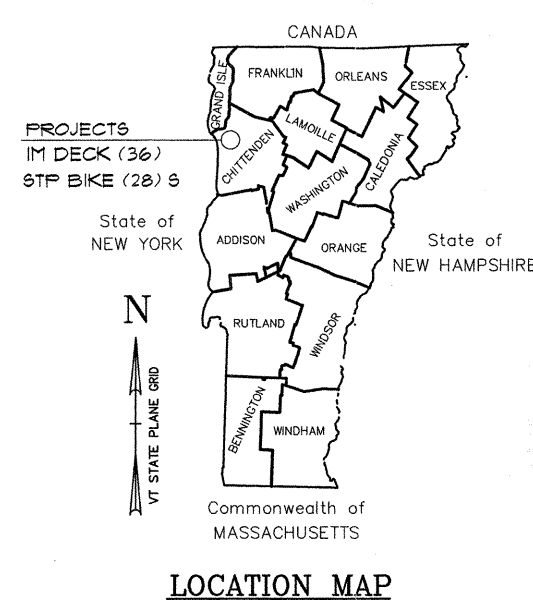 CANADA
FRANKLIN
ORLEANS
ESSEX
GRAND ISLE
LAMOILLE
PROJECTS
IM DECK (36)
STP BIKE (28) S
CHITTENDEN
CALEDONIA
WASHINGTON
State of
NEW YORK
ADDISON
ORANGE
State of
NEW HAMPSHIRE
N
VT STATE PLANE GRID
RUTLAND
WINDSOR
BENNINGTON
WINDHAM
Commonwealth of
MASSACHUSETTS
LOCATION MAP